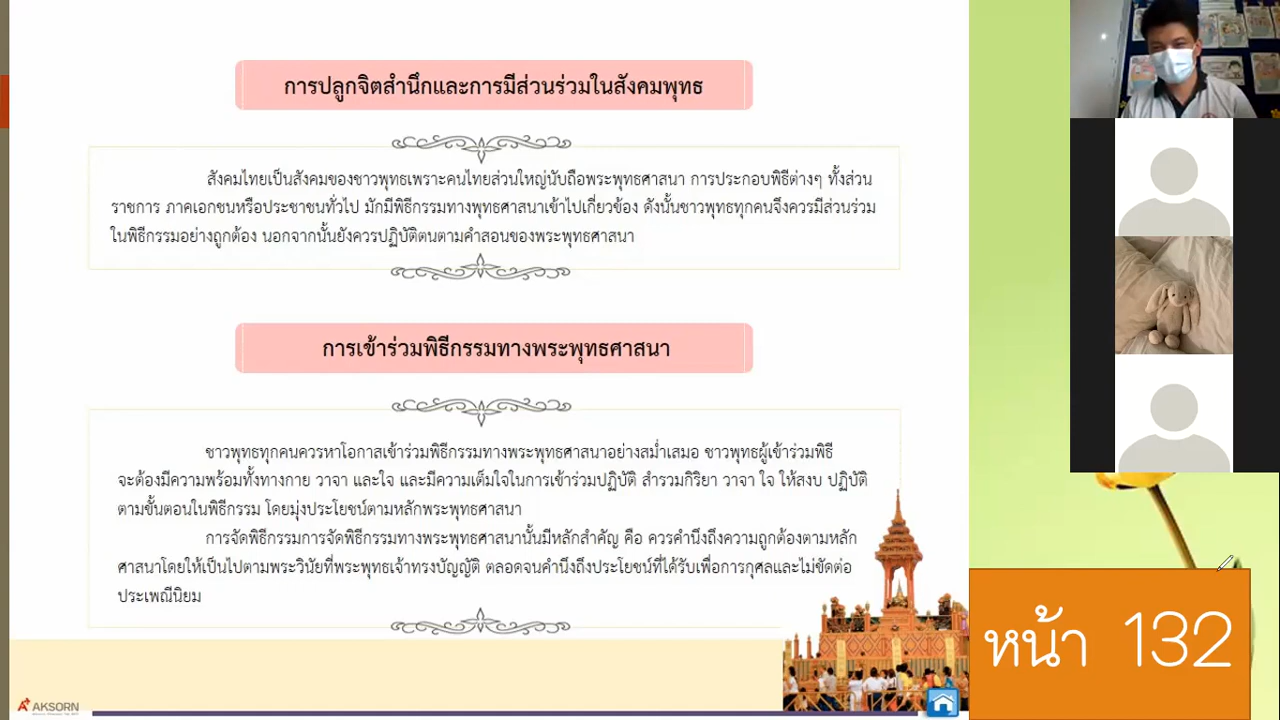 การปลูกจิตสำนึกและการมีส่วนร่วมในสังคมพุทธ
สังคมไทยเป็นสังคมของชาวพุทธเพราะคนไทยส่วนใหญ่นับถือพระพุทธศาสนา การประกอบพิธีต่างๆ ทั้งส่วน
ราชการ ภาคเอกชนหรือประชาชนทั่วไป มักมีพิธีกรรมทางพุทธศาสนาเข้าไปเกี่ยวข้อง ดังนั้นชาวพุทธทุกคนจึงควรมีส่วนร่วม
ในพิธีกรรมอย่างถูกต้อง นอกจากนั้นยังควรปฏิบัติตนตามคำสอนของพระพุทธศาสนา
การเข้าร่วมพิธีกรรมทางพระพุทธศาสนา
ชาวพุทธทุกคนควรหาโอกาสเข้าร่วมพิธีกรรมทางพระพุทธศาสนาอย่างสม่ำเสมอ ชาวพุทธผู้เข้าร่วมพิธี
จะต้องมีความพร้อมทั้งทางกาย วาจา และใจ และมีความเต็มใจในการเข้าร่วมปฏิบัติ สำรวมกิริยา วาจา ใจ ให้สงบ ปฏิบัติ
ตามขั้นตอนในพิธีกรรม โดยมุ่งประโยชน์ตามหลักพระพุทธศาสนา
การจัดพิธีกรรมการจัดพิธีกรรมทางพระพุทธศาสนานั้นมีหลักสำคัญ คือ ควรคำนึงถึงความถูกต้องตามหลัก
ศาสนาโดยให้เป็นไปตามพระวินัยที่พระพุทธเจ้าทรงบัญญัติ ตลอดจนคำนึงถึงประโยชน์ที่ได้รับเพื่อการกุศลและไม่ขัดต่อ
ประเพณีนิยม
หน้า 132
AKSORN